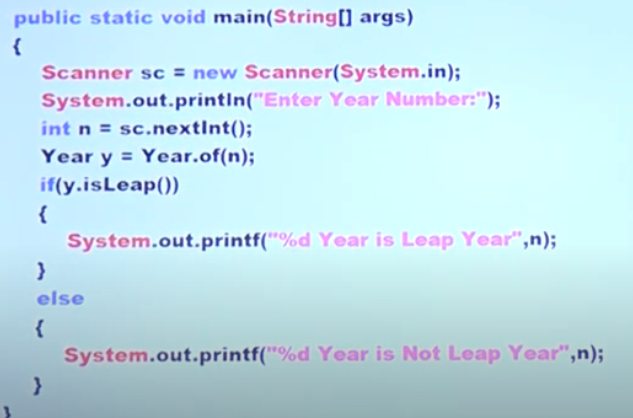 public static void main(String[] args)
{
Scanner sc = new Scanner(System.in);
System.out.println("Enter Year Number:");
int n = sc.nextInt();
Year y = Year.of(n);
if(y.isLeap())
{
System.out.printf("%d Year is Leap Year",n);
}
else
{
System.out.printf("%d Year is Not Leap Year",n);
}
}